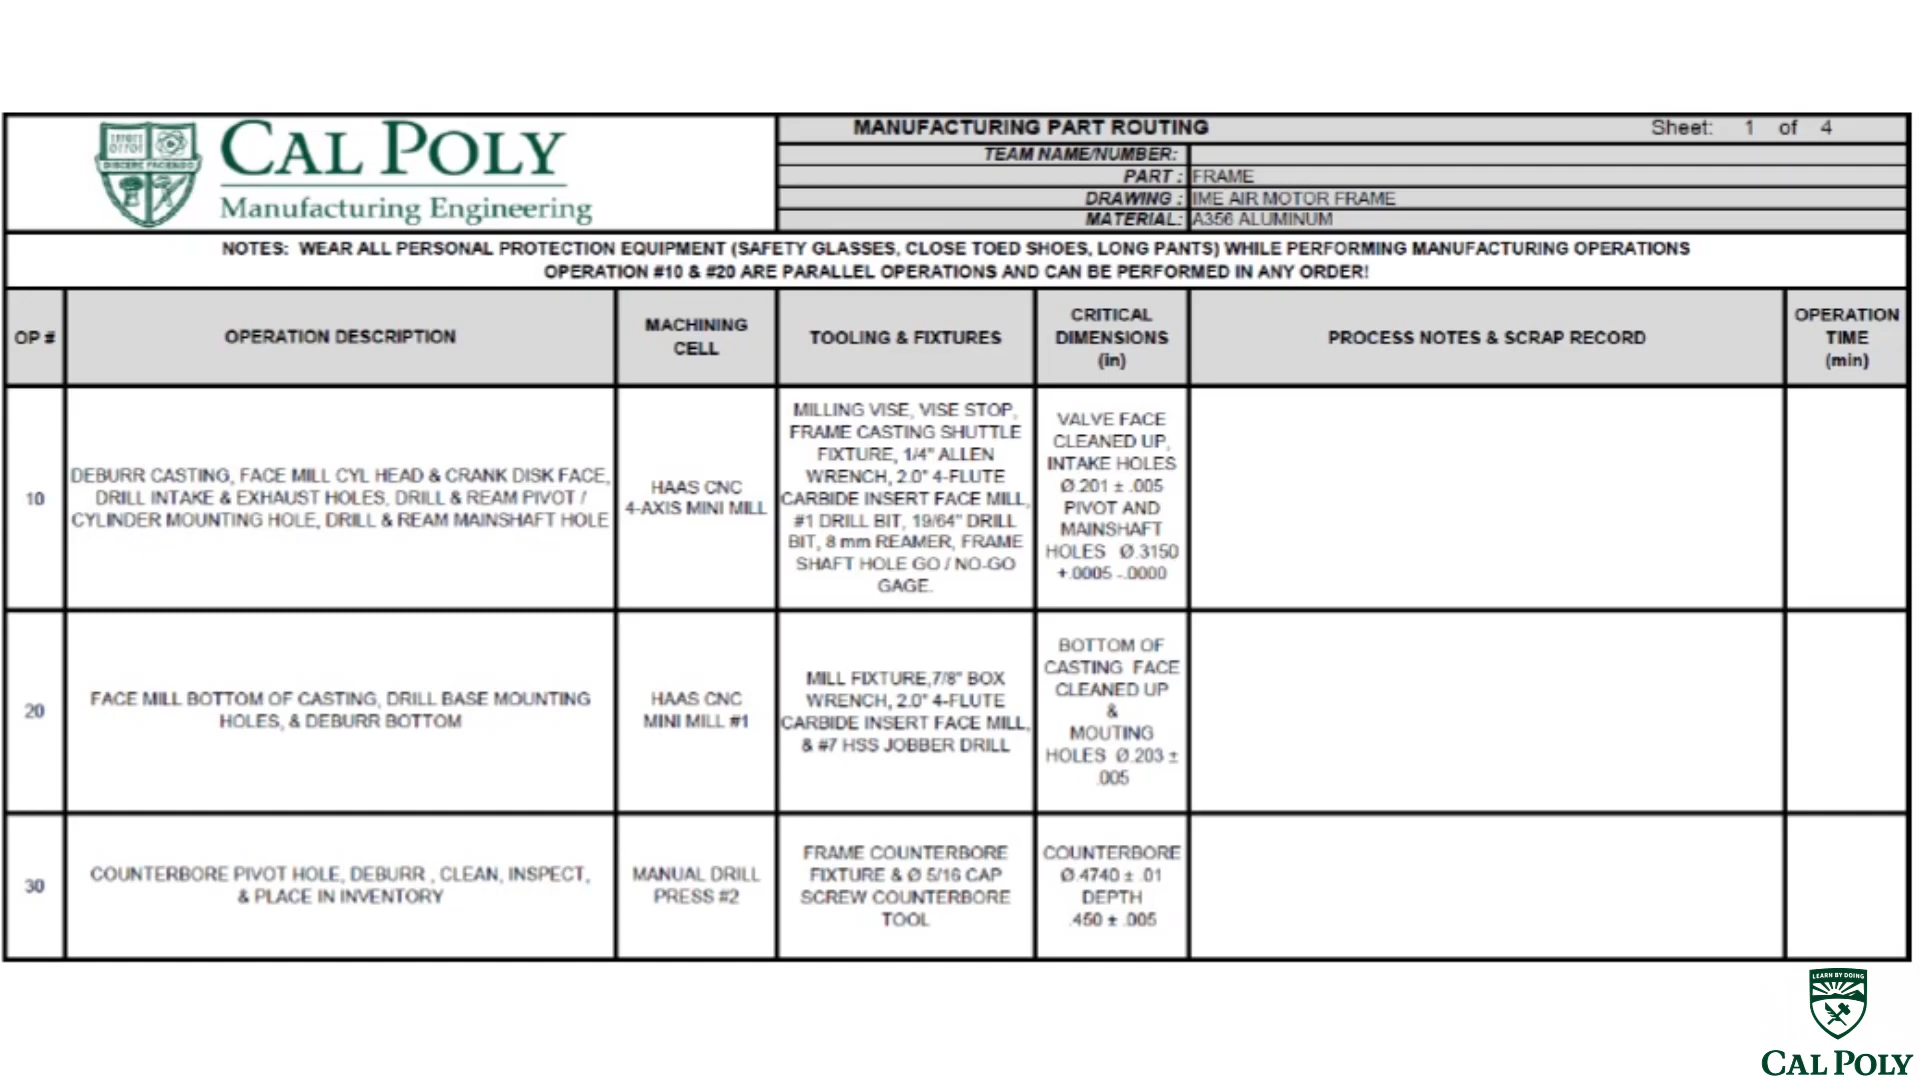 CAL POLY
Manufacturing Engineering
MANUFACTURING PART ROUTING Sheet: 1 of 4
TEAM NAME/NUMBER:
PART : FRAME
DRAWING : IME AIR MOTOR FRAME
MATERIAL: A356 ALUMINUM
NOTES: WEAR ALL PERSONAL PROTECTION EQUIPMENT (SAFETY GLASSES, CLOSE TOED SHOES, LONG PANTS) WHILE PERFORMING MANUFACTURING OPERATIONS
OPERATION #10 & #20 ARE PARALLEL OPERATIONS AND CAN BE PERFORMED IN ANY ORDER!
OP #
OPERATION DESCRIPTION
MACHINING
CELL
TOOLING & FIXTURES
CRITICAL
DIMENSIONS
(in)
PROCESS NOTES & SCRAP RECORD
OPERATION
TIME
(min)
10
DEBURR CASTING, FACE MILL CYL HEAD & CRANK DISK FACE,
DRILL INTAKE & EXHAUST HOLES, DRILL & REAM PIVOT /
CYLINDER MOUNTING HOLE, DRILL & REAM MAINSHAFT HOLE
HAAS CNC
4-AXIS MINI MILL
MILLING VISE, VISE STOP,
FRAME CASTING SHUTTLE
FIXTURE, 1/4" ALLEN
WRENCH, 2.0" 4-FLUTE
CARBIDE INSERT FACE MILL,
#1 DRILL BIT, 19/64" DRILL
BIT, 8 mm REAMER, FRAME
SHAFT HOLE GO / NO-GO
GAGE.
VALVE FACE
CLEANED UP,
INTAKE HOLES
Ø.201 ± .005
PIVOT AND
MAINSHAFT
HOLES Ø.3150
+.0005 -.0000
20
FACE MILL BOTTOM OF CASTING, DRILL BASE MOUNTING
HOLES, & DEBURR BOTTOM
HAAS CNC
MINI MILL #1
MILL FIXTURE,7/8" BOX
WRENCH, 2.0" 4-FLUTE
CARBIDE INSERT FACE MILL,
& #7 HSS JOBBER DRILL
BOTTOM OF
CASTING FACE
CLEANED UP
&
MOUTING
HOLES Ø.203 ±
.005
30
COUNTERBORE PIVOT HOLE, DEBURR , CLEAN, INSPECT,
& PLACE IN INVENTORY
MANUAL DRILL
PRESS #2
FRAME COUNTERBORE
FIXTURE & Ø 5/16 CAP
SCREW COUNTERBORE
TOOL
COUNTERBORE
Ø.4740 ± .01
DEPTH
.450 ± .005
LEARN BY DOING
CAL POLY